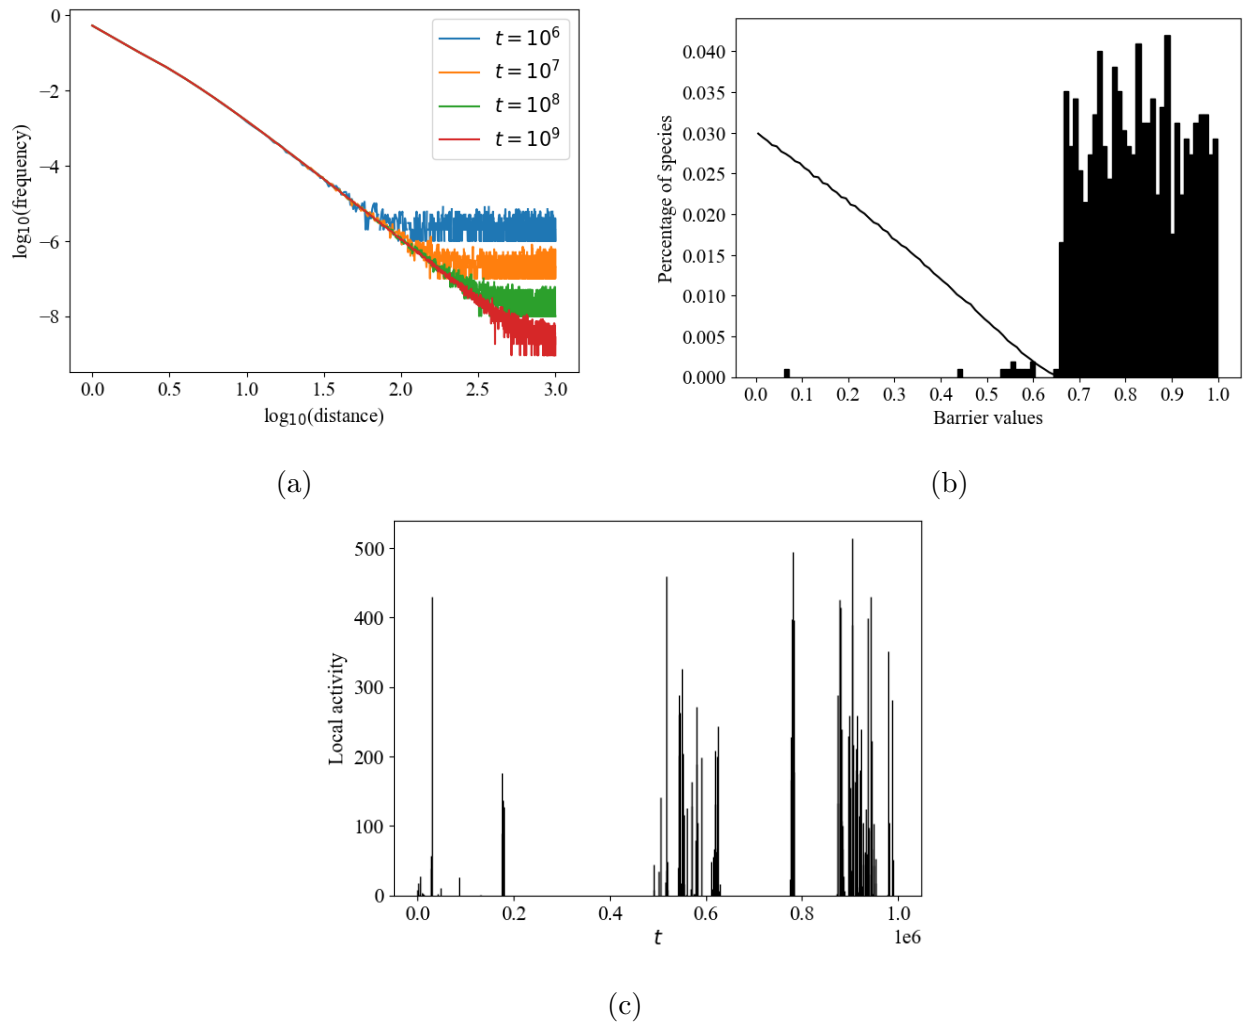 0
−2
−4
−6
−8
log10(frequency)
t = 10^6
t = 10^7
t = 10^8
t = 10^9
0.0 0.5 1.0 1.5 2.0 2.5 3.0
log10(distance)
(a)
0.040
0.035
0.030
0.025
0.020
0.015
0.010
0.005
0.000
Percentage of species
0.0 0.1 0.2 0.3 0.4 0.5 0.6 0.7 0.8 0.9 1.0
Barrier values
(b)
500
400
300
200
100
0
Local activity
0.0 0.2 0.4 0.6 0.8 1.0
t
1e6
(c)